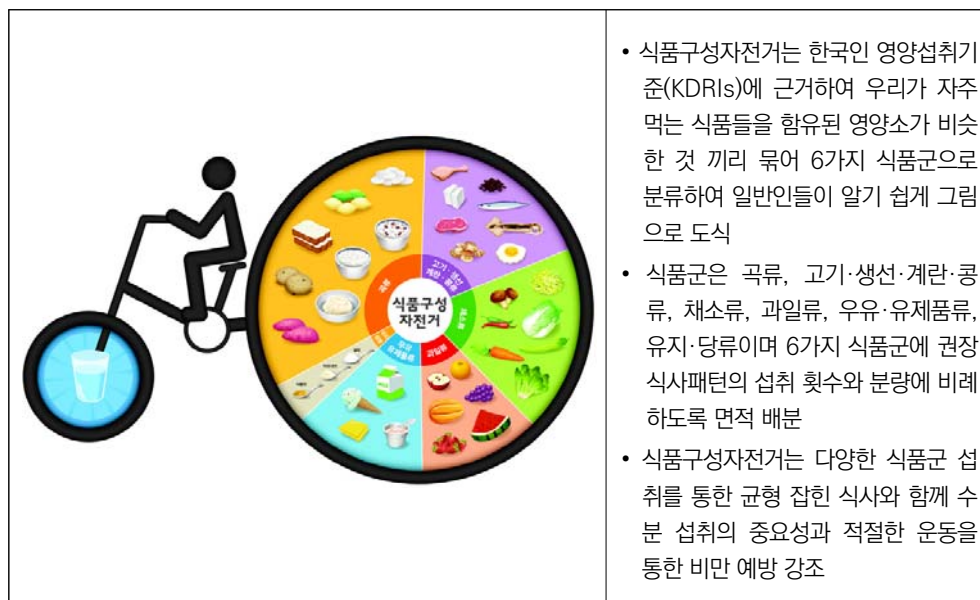 곡류
고기·생선
계란·콩류
채소류
과일류
우유
유제품류
식품구성
자전거
• 식품구성자전거는 한국인 영양섭취기
준(KDRIs)에 근거하여 우리가 자주
먹는 식품들을 함유된 영양소가 비슷
한 것 끼리 묶어 6가지 식품군으로
분류하여 일반인들이 알기 쉽게 그림
으로 도식
• 식품군은 곡류, 고기·생선·계란·콩
류, 채소류, 과일류, 우유·유제품류,
유지·당류이며 6가지 식품군에 권장
식사패턴의 섭취 횟수와 분량에 비례
하도록 면적 배분
• 식품구성자전거는 다양한 식품군 섭
취를 통한 균형 잡힌 식사와 함께 수
분 섭취의 중요성과 적절한 운동을
통한 비만 예방 강조